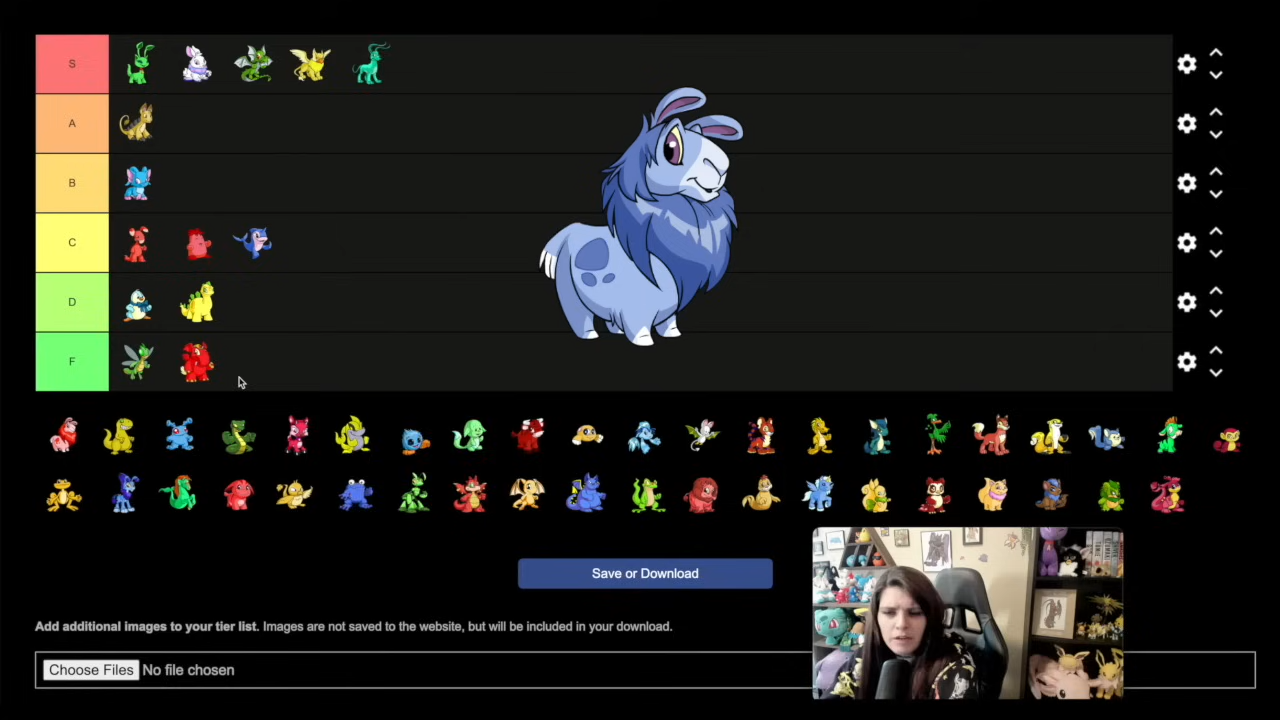 S
A
B
C
D
F
Save or Download
Add additional images to your tier list. Images are not saved to the website, but will be included in your download.
Choose Files No file chosen